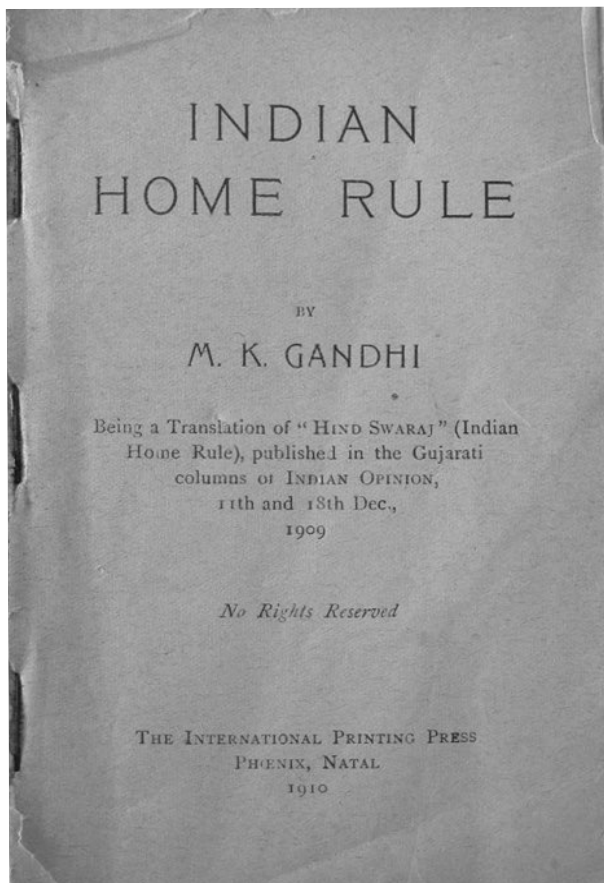 INDIAN
HOME RULE
BY
M. K. GANDHI
Being a Translation of “ HIND SWARAJ ” (Indian
Home Rule), published in the Gujarati
columns of INDIAN OPINION,
11th and 18th Dec.,
1909
No Rights Reserved
THE INTERNATIONAL PRINTING PRESS
PHŒNIX, NATAL
1910